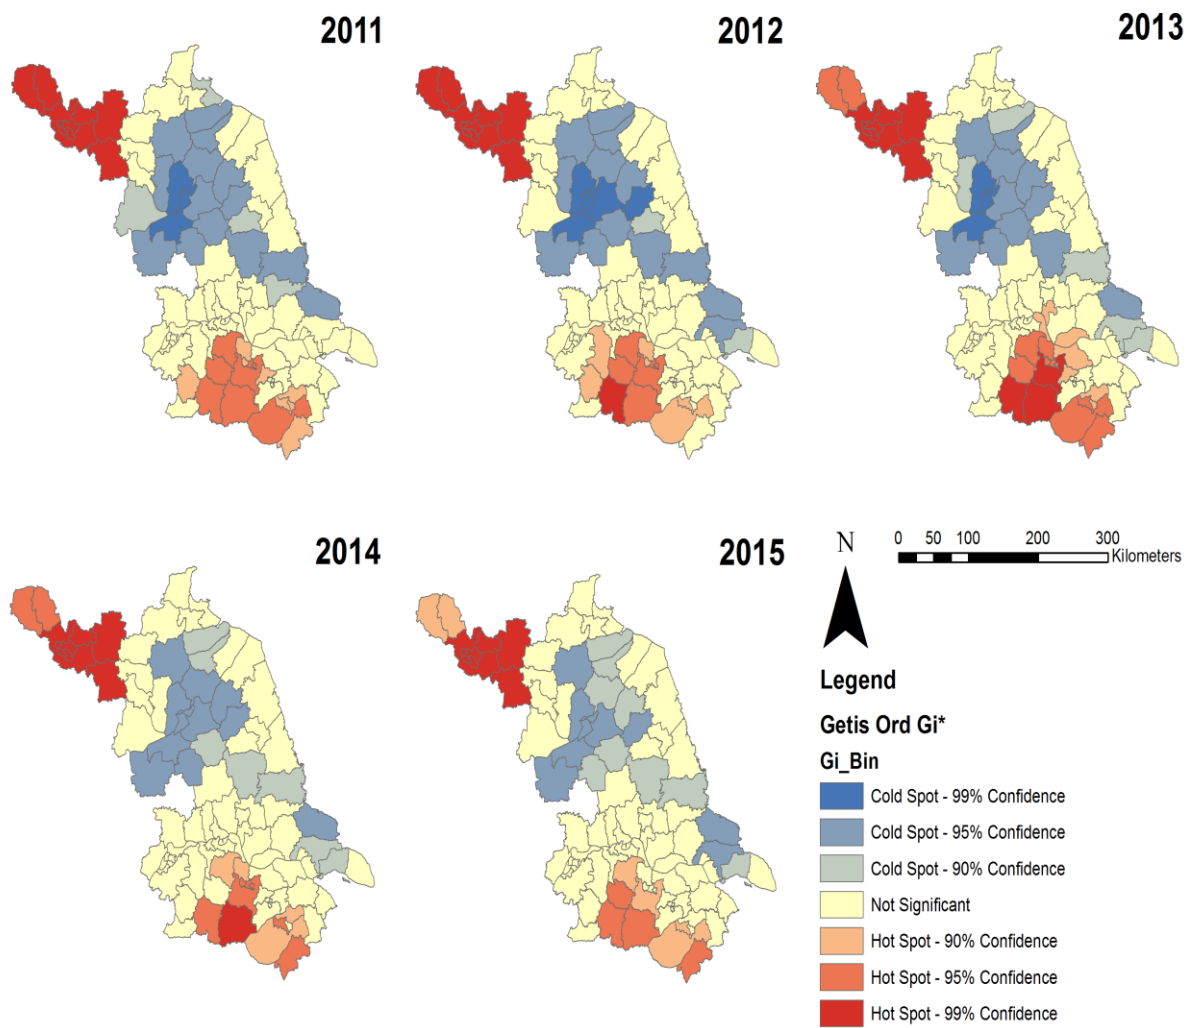 2011
2012
2013
2014
2015
N
0 50 100 200 300
Kilometers
Legend
Getis Ord Gi*
Gi_Bin
Cold Spot - 99% Confidence
Cold Spot - 95% Confidence
Cold Spot - 90% Confidence
Not Significant
Hot Spot - 90% Confidence
Hot Spot - 95% Confidence
Hot Spot - 99% Confidence